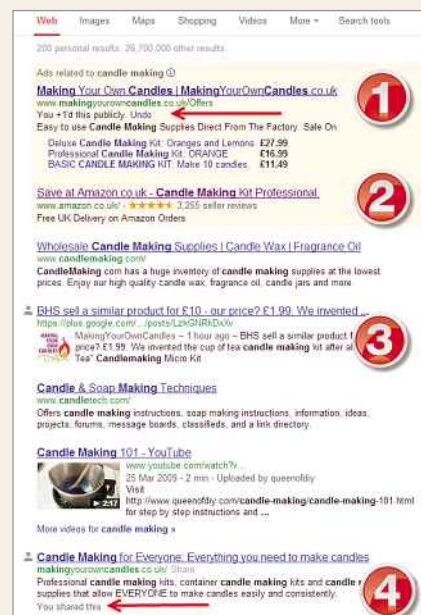 Web Images Maps Shopping Videos More Search tools
200 personal results. 26,700,000 other results.
Ads related to candle making
Making Your Own Candles | MakingYourOwnCandles.co.uk
www.makingyourowncandles.co.uk/Offers
You +1'd this publicly. Undo
Easy to use Candle Making Supplies Direct From The Factory. Sale On
Deluxe Candle Making Kit: Oranges and Lemons £27.99
Professional Candle Making Kit: ORANGE £16.99
BASIC CANDLE MAKING KIT: Make 10 candles. £11.49
1
Save at Amazon.co.uk - Candle Making Kit Professional.
www.amazon.co.uk/ - 3,255 seller reviews
Free UK Delivery on Amazon Orders
2
Wholesale Candle Making Supplies | Candle Wax | Fragrance Oil
www.candlemaking.com/
CandleMaking.com has a huge inventory of candle making supplies at the lowest
prices. Enjoy our high quality candle wax, fragrance oil, candle jars and more.
BHS sell a similar product for £10 - our price? £1.99. We invented ...
https://plus.google.com/.../posts/
MakingYourOwnCandles – 1 hour ago – BHS sell a similar product
price? £1.99. We invented the cup of tea candle making kit after
Tea" Candlemaking Micro Kit
3
Candle & Soap Making Techniques
www.candletech.com/
Offers candle making instructions, soap making instructions, information, ideas,
projects, forums, message boards, classifieds, and a link directory.
Candle Making 101 - YouTube
www.youtube.com/watch?v...
25 Mar 2009 - 2 min - Uploaded by queenofdiy
Visit
http://www.queenofdiy.com/candle-making/candle-making-101.html
for step by step instructions and ...
2:17
More videos for candle making »
Candle Making for Everyone: Everything you need to make candles
makingyourowncandles.co.uk/ Share
Professional candle making kits, container candle making kits and candle
supplies that allow EVERYONE to make candles easily and consistently.
You shared this
4